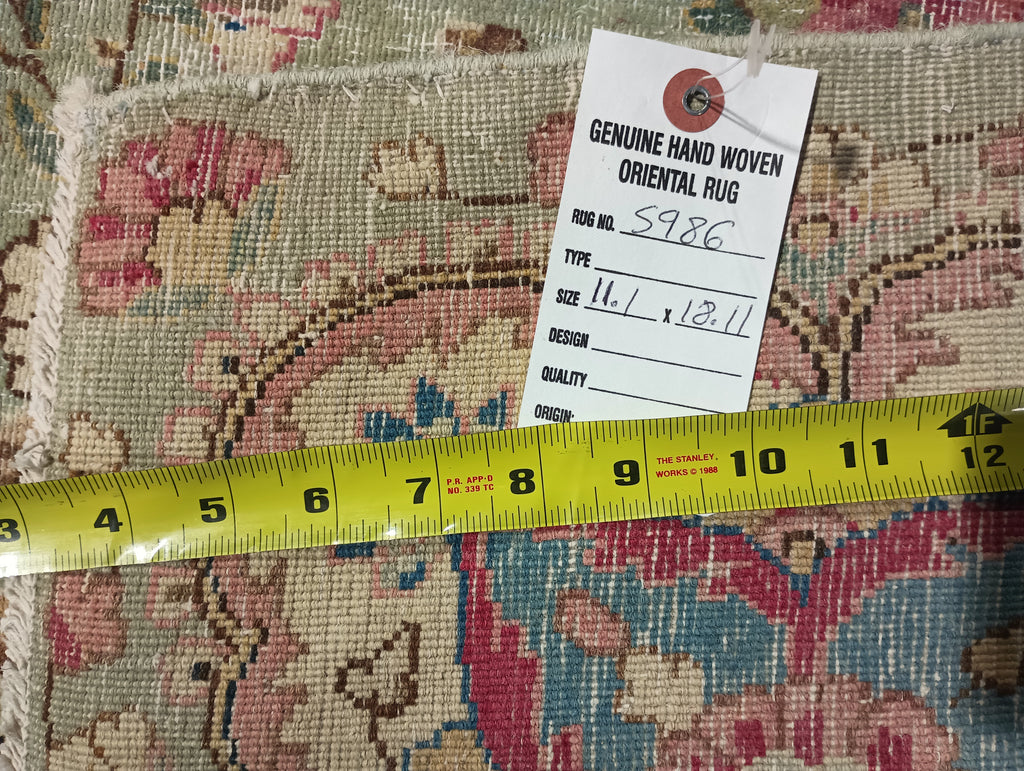 GENUINE HAND WOVEN
ORIENTAL RUG
RUG NO. 5986
TYPE
SIZE 11.1 X 18.11
DESIGN
QUALITY
ORIGIN:
3 4 5 6 7 8 9 10 11 12
1F
P.R. APP'D
NO. 339 TC
THE STANLEY®
WORKS © 1988